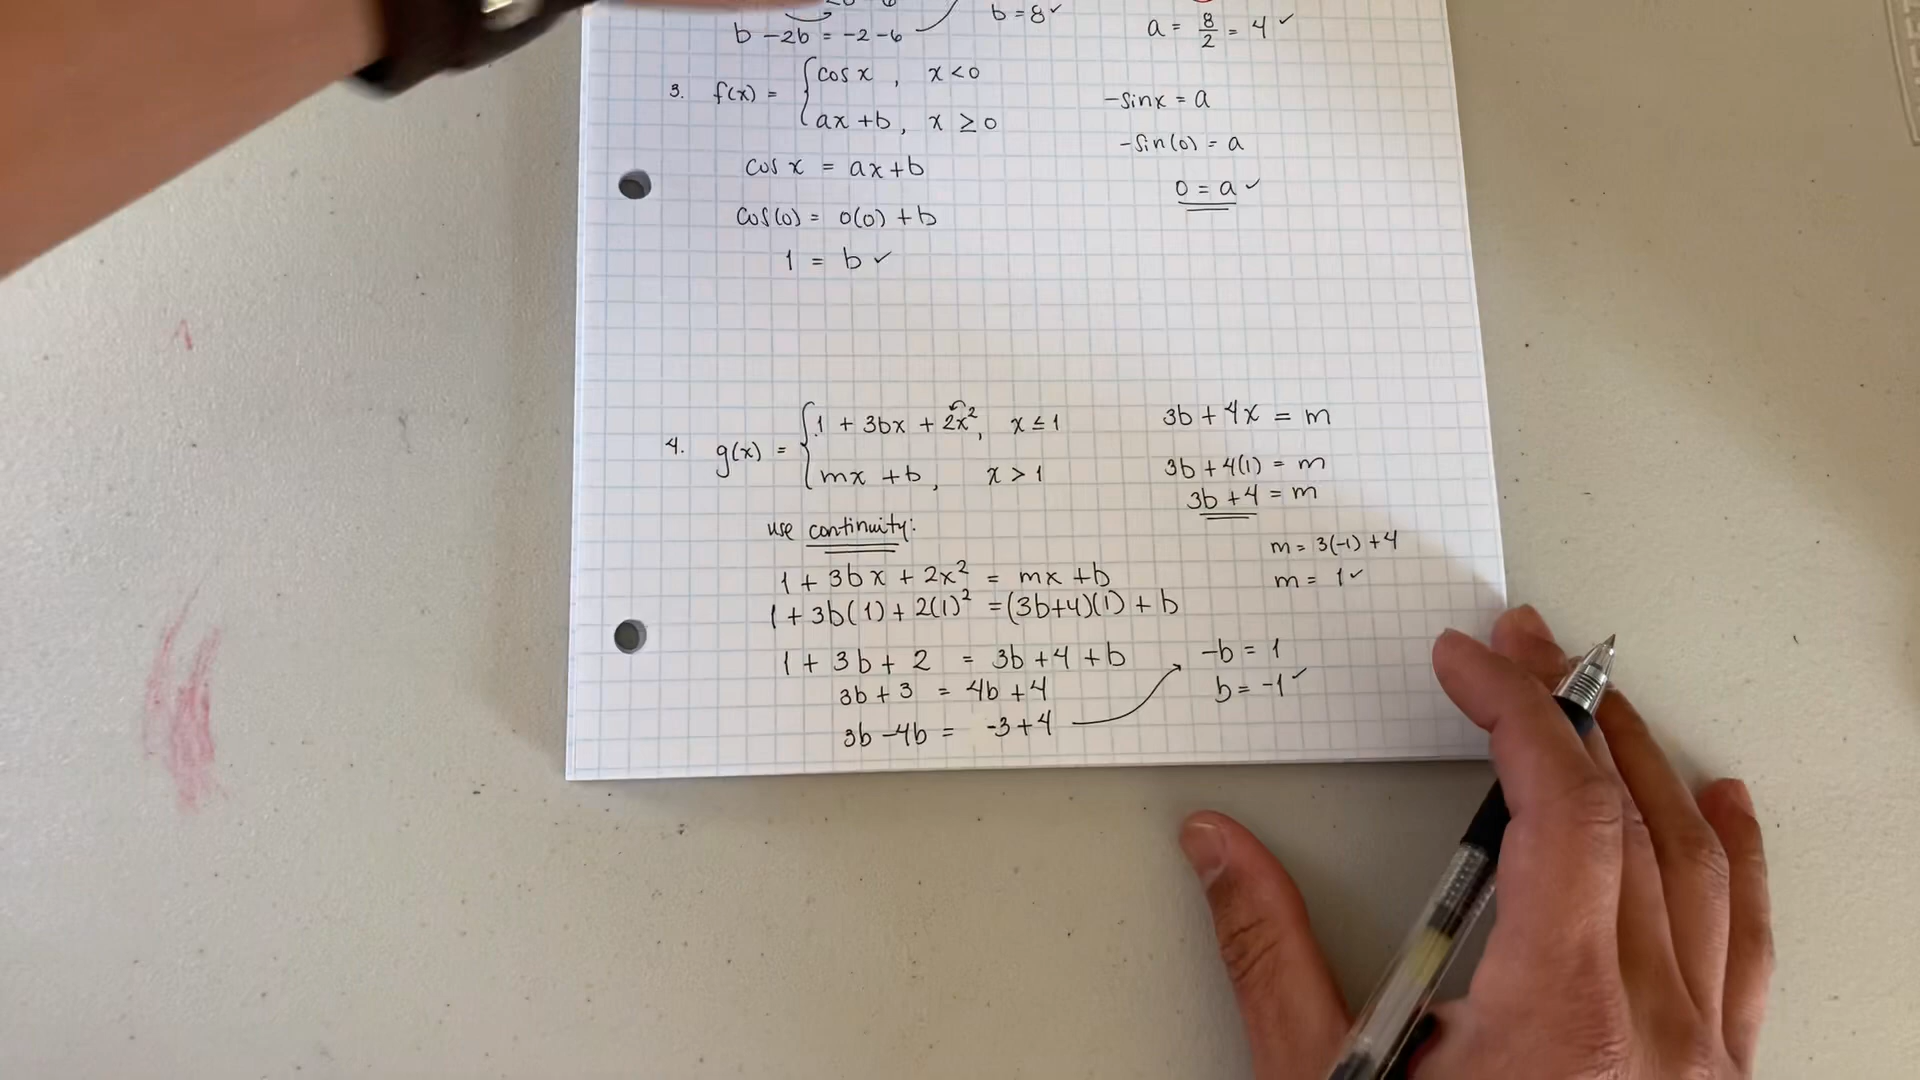 b - 2b = -2 - 6
b = 8 ✓
a = 8/2 = 4 ✓
3. f(x) = { cos x , x < 0
ax + b , x ≥ 0
cos x = ax + b
cos(0) = 0(0) + b
1 = b ✓
-sinx = a
-sin(0) = a
0 = a ✓
4. g(x) = { 1 + 3bx + 2x², x ≤ 1
mx + b , x > 1
use continuity:
1 + 3bx + 2x² = mx + b
1 + 3b(1) + 2(1)² = (3b+4)(1) + b
1 + 3b + 2 = 3b + 4 + b
3b + 3 = 4b + 4
3b - 4b = -3 + 4
-b = 1
b = -1 ✓
3b + 4x = m
3b + 4(1) = m
3b + 4 = m
m = 3(-1) + 4
m = 1 ✓